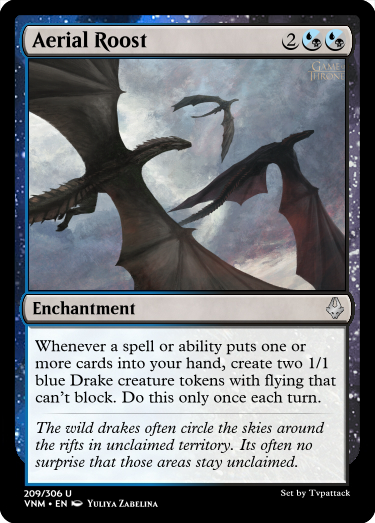 Aerial Roost 2
GAME OF
THRONES
Enchantment
Whenever a spell or ability puts one or
more cards into your hand, create two 1/1
blue Drake creature tokens with flying that
can't block. Do this only once each turn.
The wild drakes often circle the skies around
the rifts in unclaimed territory. Its often no
surprise that those areas stay unclaimed.
209/306 U
VNM • EN Yuliya Zabelina
Set by Tvpattack